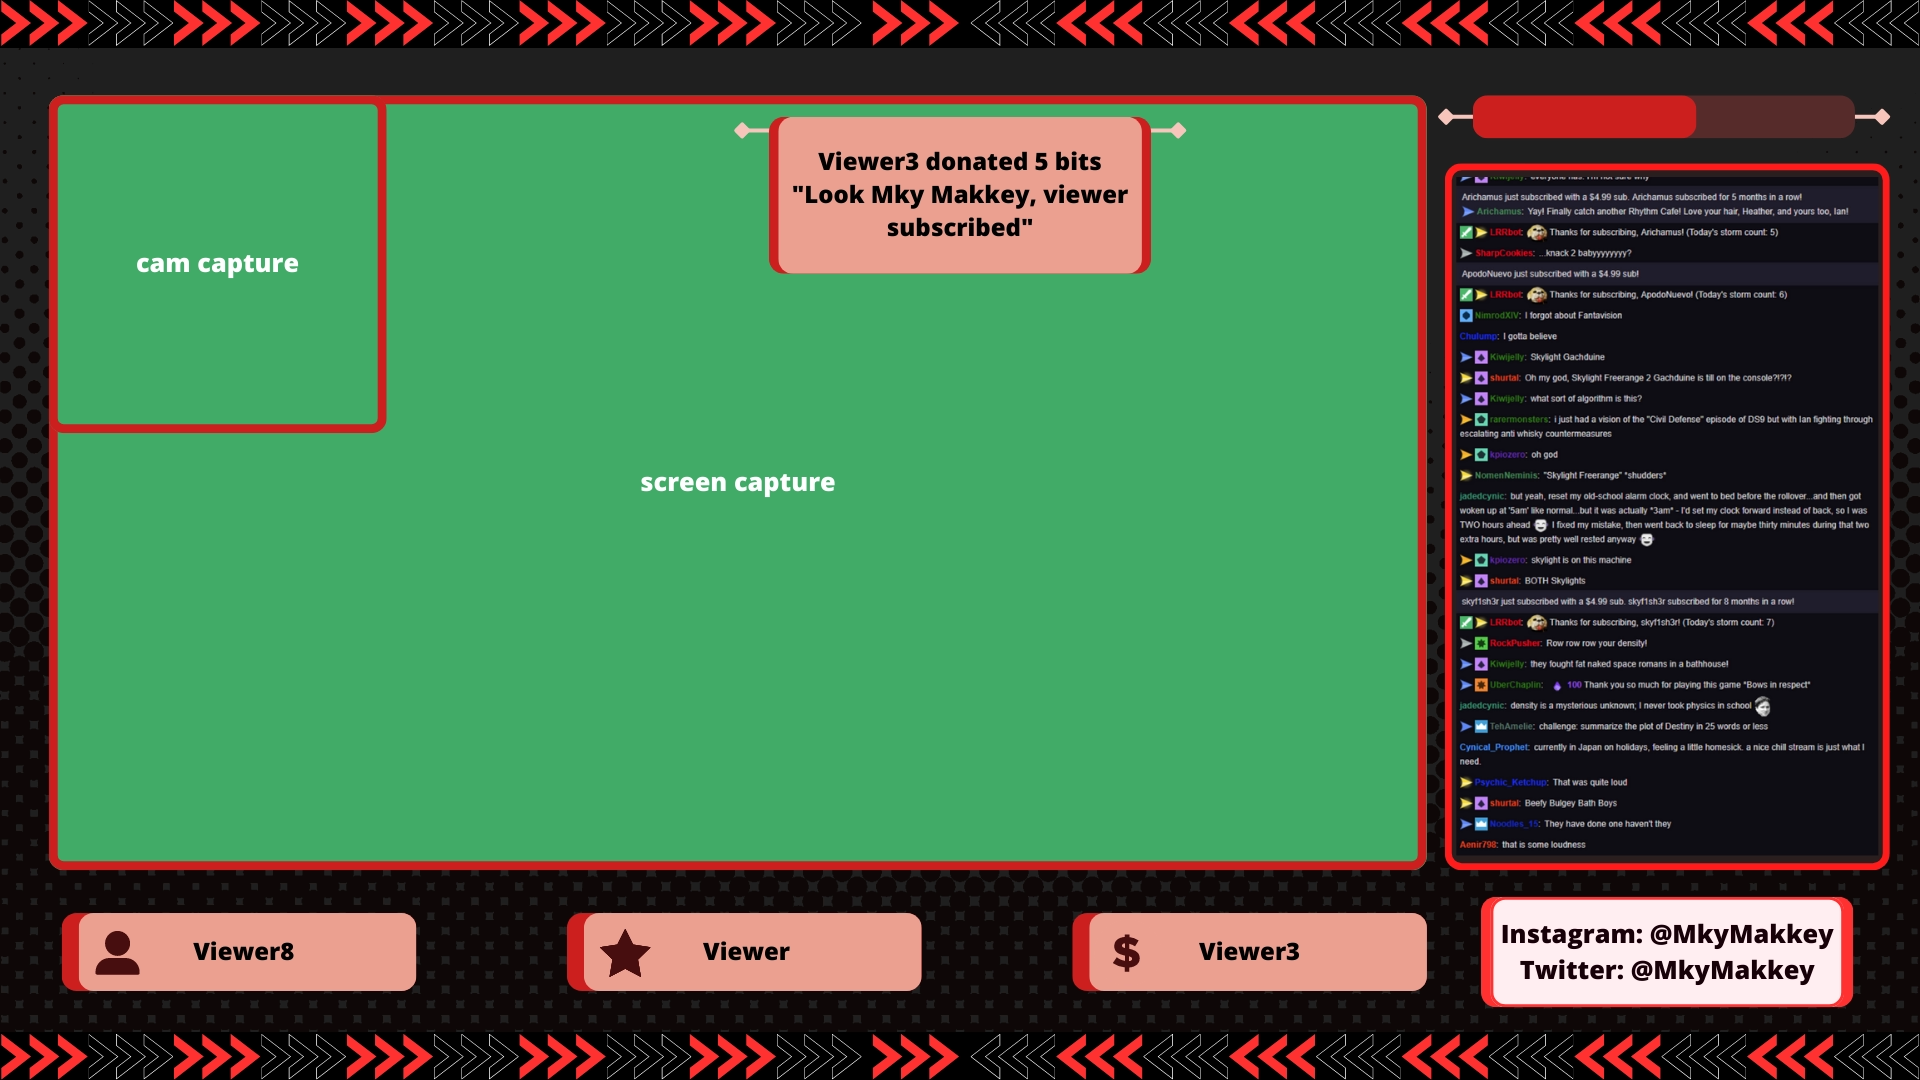 cam capture
Viewer3 donated 5 bits
"Look Mky Makkey, viewer
subscribed"
screen capture
Kiwijelly: everyone has. I'm not sure why
Arichamus just subscribed with a $4.99 sub. Arichamus subscribed for 5 months in a row!
Arichamus: Yay! Finally catch another Rhythm Cafe! Love your hair, Heather, and yours too, Ian!
LRRbot: Thanks for subscribing, Arichamus! (Today's storm count: 5)
SharpCookies: ...knack 2 babyyyyyyyy?
ApodoNuevo just subscribed with a $4.99 sub!
LRRbot: Thanks for subscribing, ApodoNuevo! (Today's storm count: 6)
NimrodXIV: I forgot about Fantavision
Chulump: I gotta believe
Kiwijelly: Skylight Gachduine
shurtal: Oh my god, Skylight Freerange 2 Gachduine is till on the console?!?!?
Kiwijelly: what sort of algorithm is this?
rarermonsters: i just had a vision of the "Civil Defense" episode of DS9 but with Ian fighting through
escalating anti whisky countermeasures
kpiozero: oh god
NomenNeminis: "Skylight Freerange" *shudders*
jadedcynic: but yeah, reset my old-school alarm clock, and went to bed before the rollover...and then got
woken up at '5am' like normal...but it was actually *3am* - I'd set my clock forward instead of back, so I was
TWO hours ahead I fixed my mistake, then went back to sleep for maybe thirty minutes during that two
extra hours, but was pretty well rested anyway
kpiozero: skylight is on this machine
shurtal: BOTH Skylights
skyf1sh3r just subscribed with a $4.99 sub. skyf1sh3r subscribed for 8 months in a row!
LRRbot: Thanks for subscribing, skyf1sh3r! (Today's storm count: 7)
RockPusher: Row row row your density!
Kiwijelly: they fought fat naked space romans in a bathhouse!
UberChaplin: 100 Thank you so much for playing this game *Bows in respect*
jadedcynic: density is a mysterious unknown; I never took physics in school
TehAmelie: challenge: summarize the plot of Destiny in 25 words or less
Cynical_Prophet: currently in Japan on holidays, feeling a little homesick. a nice chill stream is just what I
need.
Psychic_Ketchup: That was quite loud
shurtal: Beefy Bulgey Bath Boys
Noodles_15: They have done one haven't they
Aenir798: that is some loudness
Viewer8
Viewer
$ Viewer3
Instagram: @MkyMakkey
Twitter: @MkyMakkey